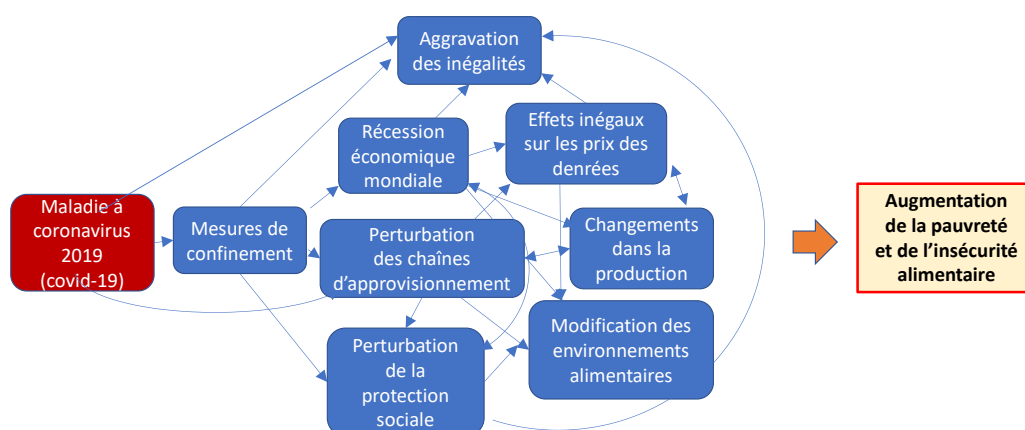 Aggravation
des inégalités
Récession
économique
mondiale
Effets inégaux
sur les prix des
denrées
Maladie à
coronavirus
2019
(covid-19)
Mesures de
confinement
Perturbation
des chaînes
d’approvisionnement
Changements
dans la
production
Perturbation
de la
protection
sociale
Modification des
environnements
alimentaires
Augmentation
de la pauvreté
et de l’insécurité
alimentaire